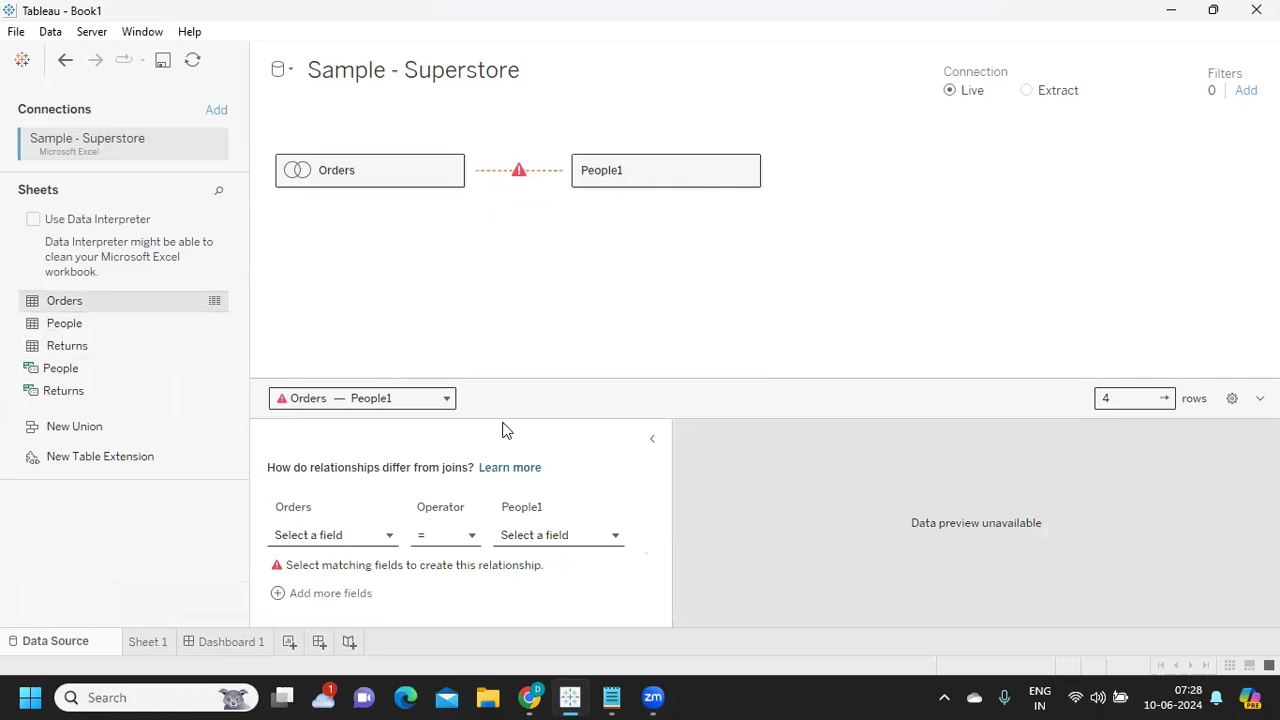 Tableau - Book1
File Data Server Window Help
Connections Add
Sample - Superstore
Microsoft Excel
Sheets
Use Data Interpreter
Data Interpreter might be able to
clean your Microsoft Excel
workbook.
Orders
People
Returns
People
Returns
New Union
New Table Extension
Sample - Superstore
Connection
Live Extract
Filters
0 Add
Orders People1
Orders — People1
4 rows
How do relationships differ from joins? Learn more
Orders Operator People1
Select a field = Select a field
Select matching fields to create this relationship.
Add more fields
Data preview unavailable
Data Source Sheet 1 Dashboard 1
Search
1
D
zm
ENG
IN
07:28
10-06-2024
PRE